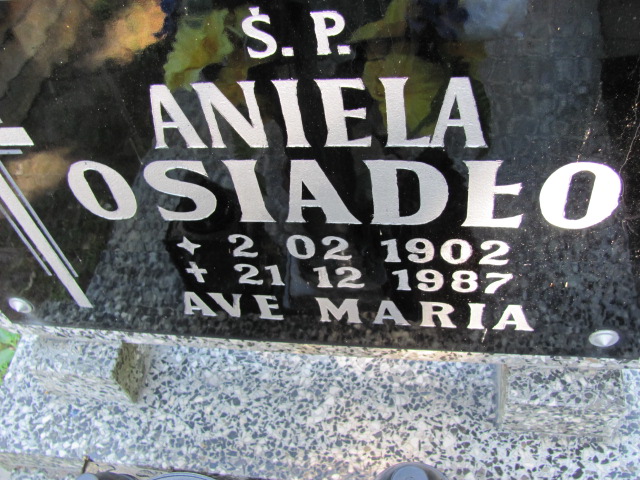 Ś. P.
ANIELA
OSIADŁO
✦ 2 02 1902
+ 21 12 1987
AVE MARIA